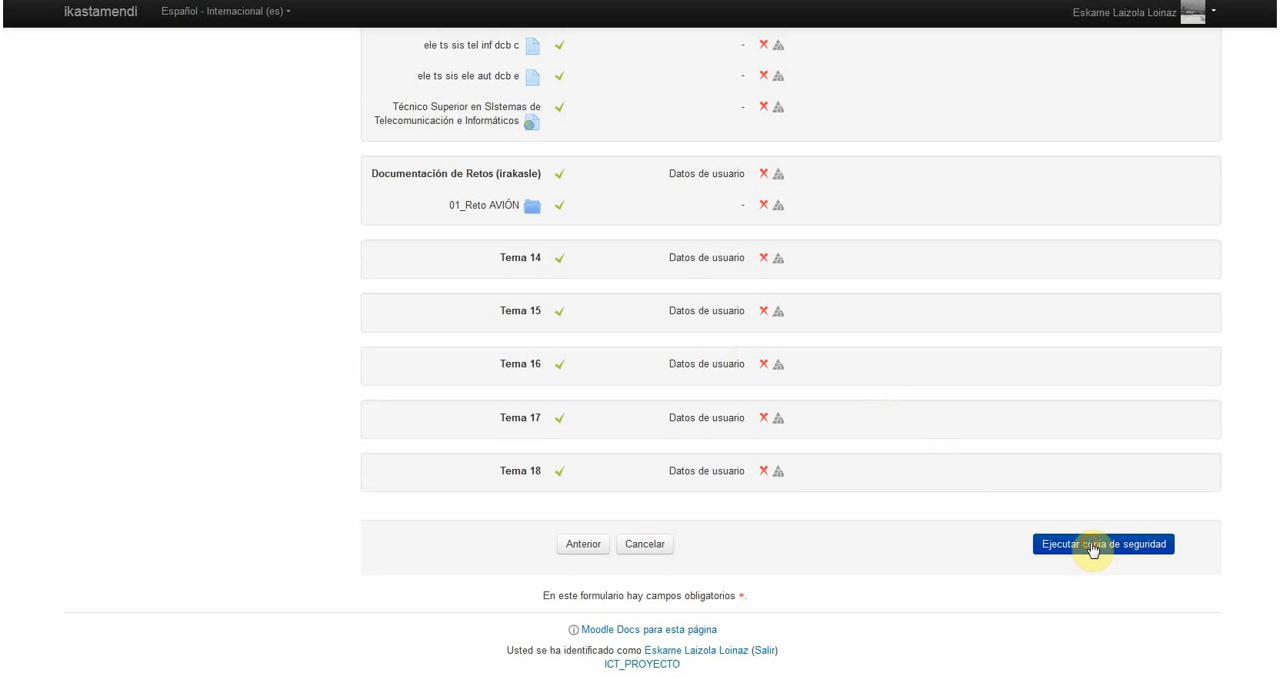 ikastamendi Español - Internacional (es) Eskarne Laizola Loinaz
ele ts sis tel inf dcb c -
ele ts sis ele aut dcb e -
Técnico Superior en SIstemas de -
Telecomunicación e Informáticos
Documentación de Retos (irakasle) Datos de usuario
01_Reto AVIÓN -
Tema 14 Datos de usuario
Tema 15 Datos de usuario
Tema 16 Datos de usuario
Tema 17 Datos de usuario
Tema 18 Datos de usuario
Anterior Cancelar Ejecutar copia de seguridad
En este formulario hay campos obligatorios *.
Moodle Docs para esta página
Usted se ha identificado como Eskarne Laizola Loinaz (Salir)
ICT_PROYECTO